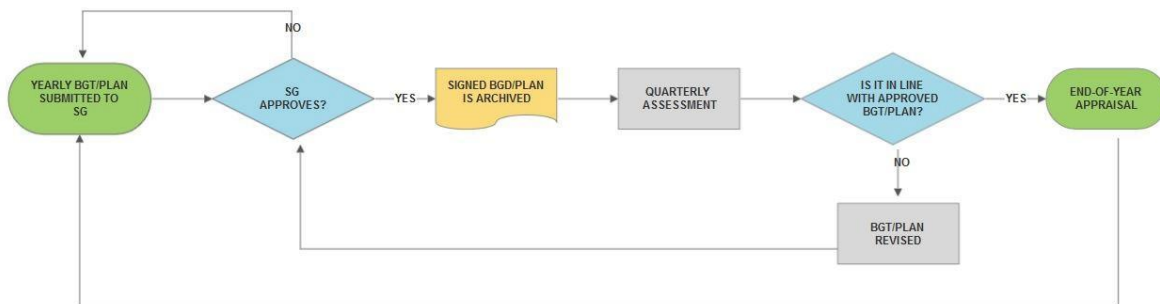 NO
YEARLY BGT/PLAN
SUBMITTED TO
SG
SG
APPROVES?
YES
SIGNED BGD/PLAN
IS ARCHIVED
QUARTERLY
ASSESSMENT
IS IT IN LINE
WITH APPROVED
BGT/PLAN?
YES
END-OF-YEAR
APPRAISAL
NO
BGT/PLAN
REVISED